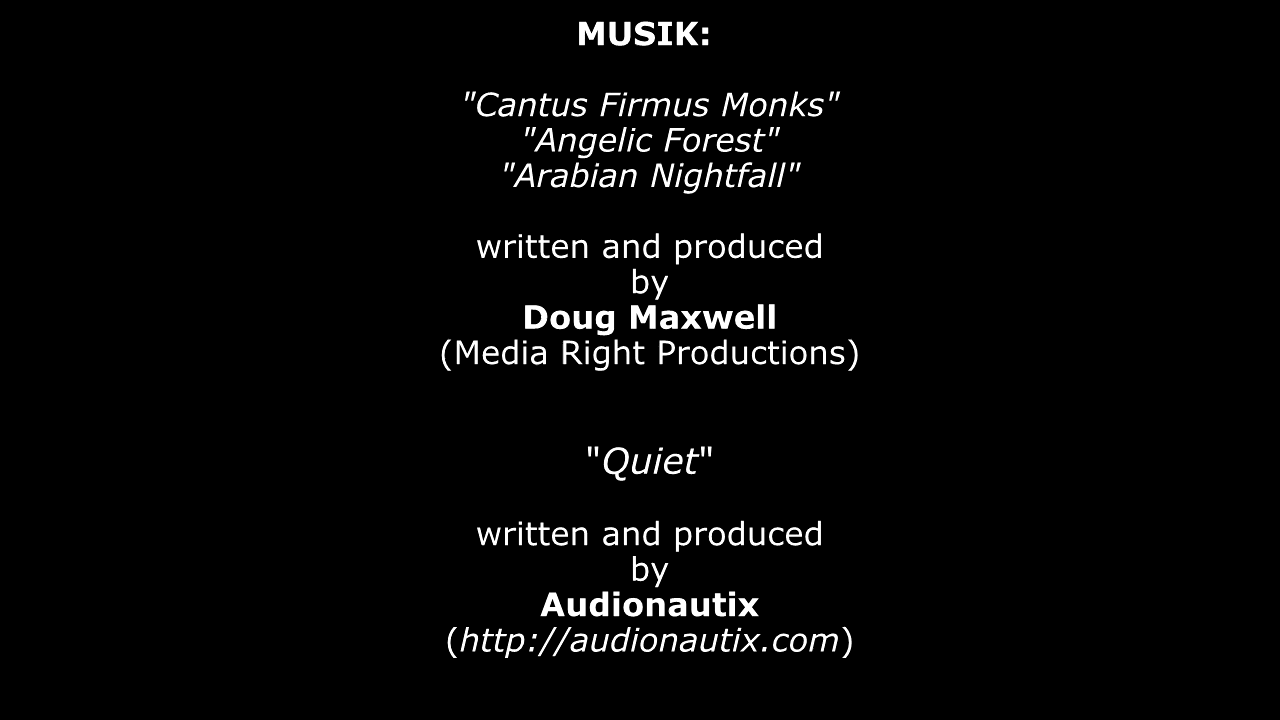 MUSIK:
"Cantus Firmus Monks"
"Angelic Forest"
"Arabian Nightfall"
written and produced
by
Doug Maxwell
(Media Right Productions)
"Quiet"
written and produced
by
Audionautix
(http://audionautix.com)